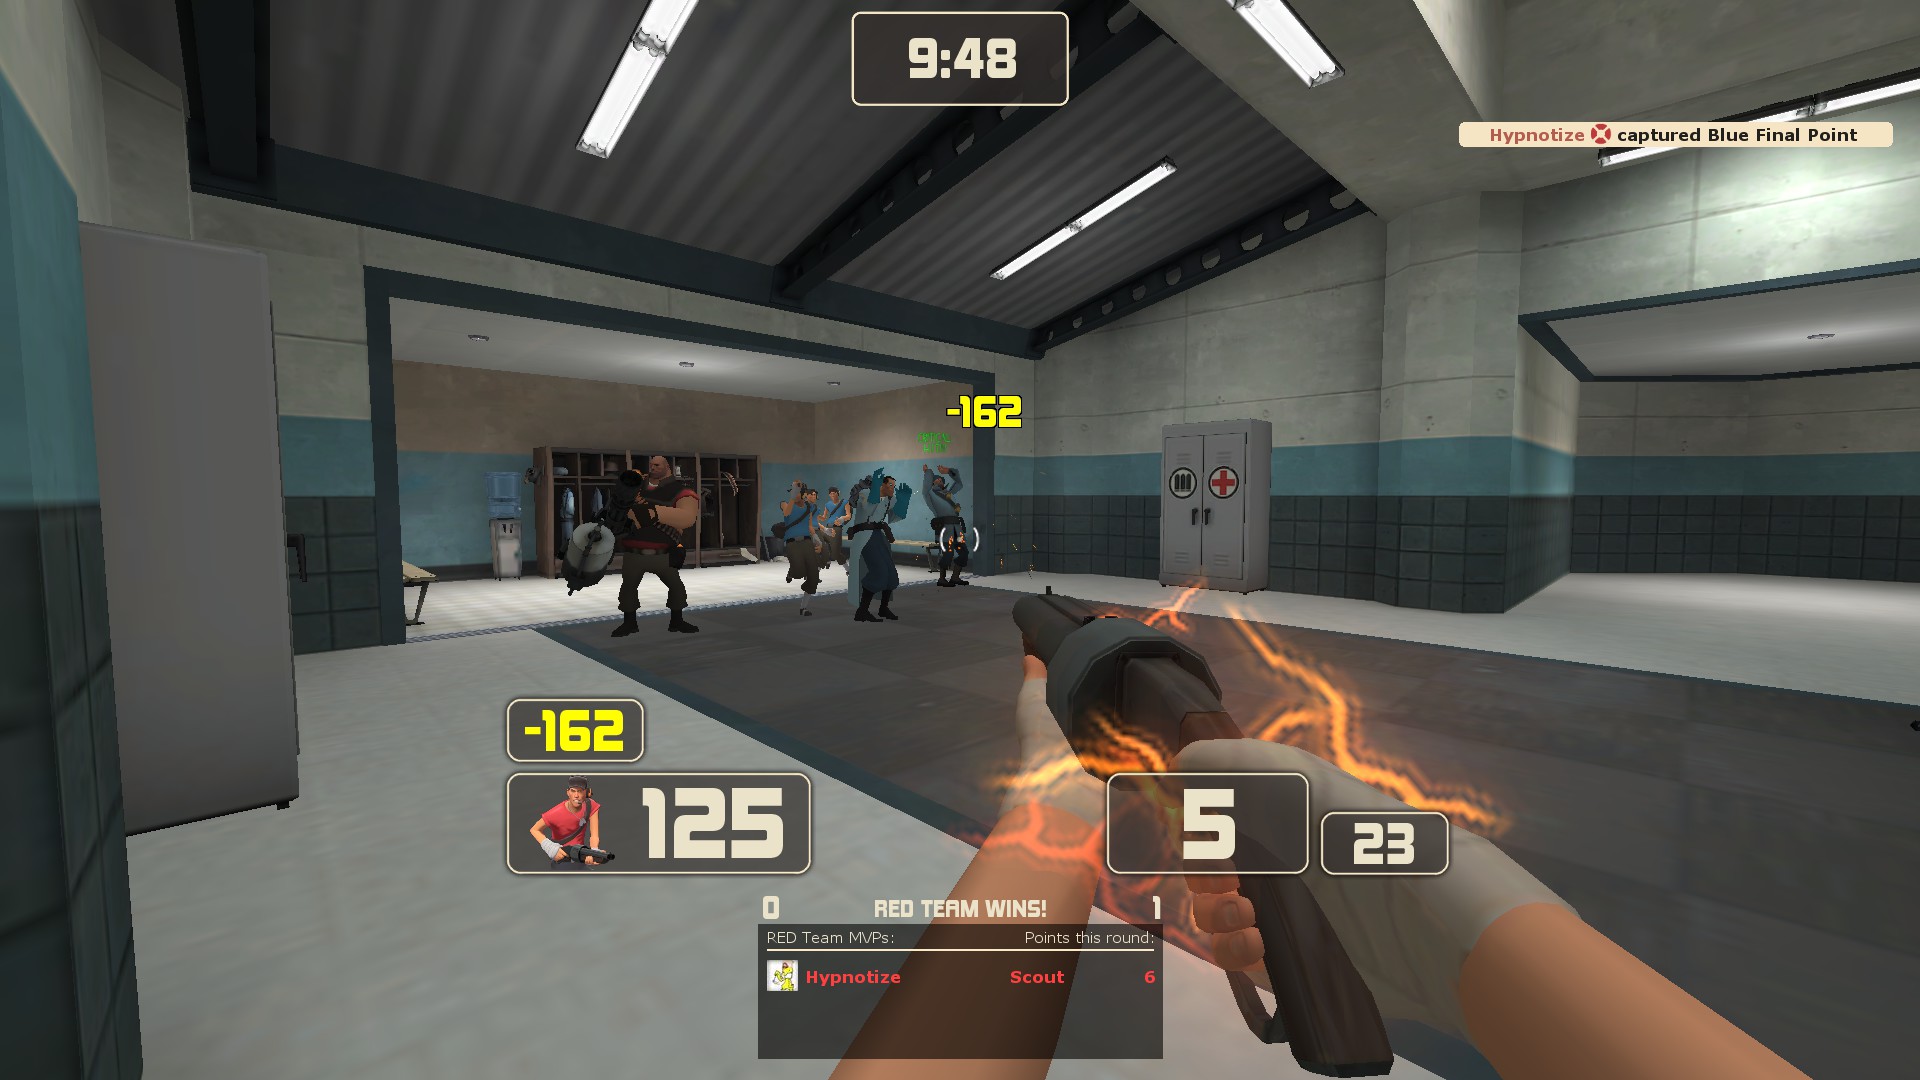 9:48
Hypnotize captured Blue Final Point
-162
-162
125
5
23
0 RED TEAM WINS! 1
RED Team MVPs: Points this round:
Hypnotize Scout 6